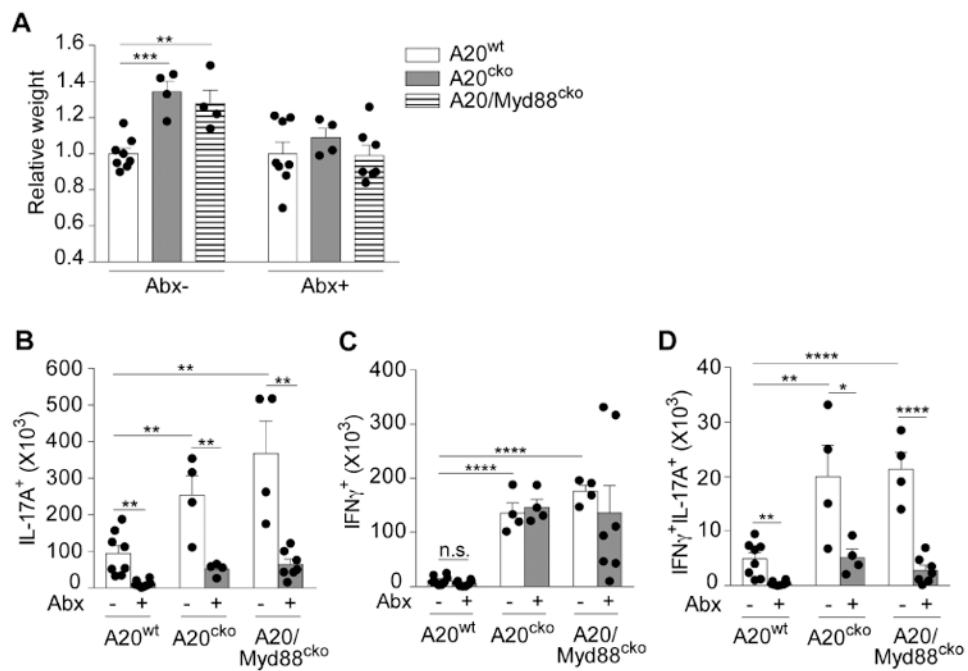 A
1.6
1.4
1.2
1.0
0.8
0.6
0.4
Relative weight
***
**
Abx-
Abx+
A20wt
A20cko
A20/Myd88cko
B
600
500
400
300
200
100
0
IL-17A+ (X103)
**
**
**
**
**
Abx - + - + - +
A20wt A20cko A20/
Myd88cko
C
400
300
200
100
0
IFNγ+ (X103)
****
****
n.s.
Abx - + - + - +
A20wt A20cko A20/
Myd88cko
D
40
30
20
10
0
IFNγ+IL-17A+ (X103)
****
**
*
****
**
Abx - + - + - +
A20wt A20cko A20/
Myd88cko